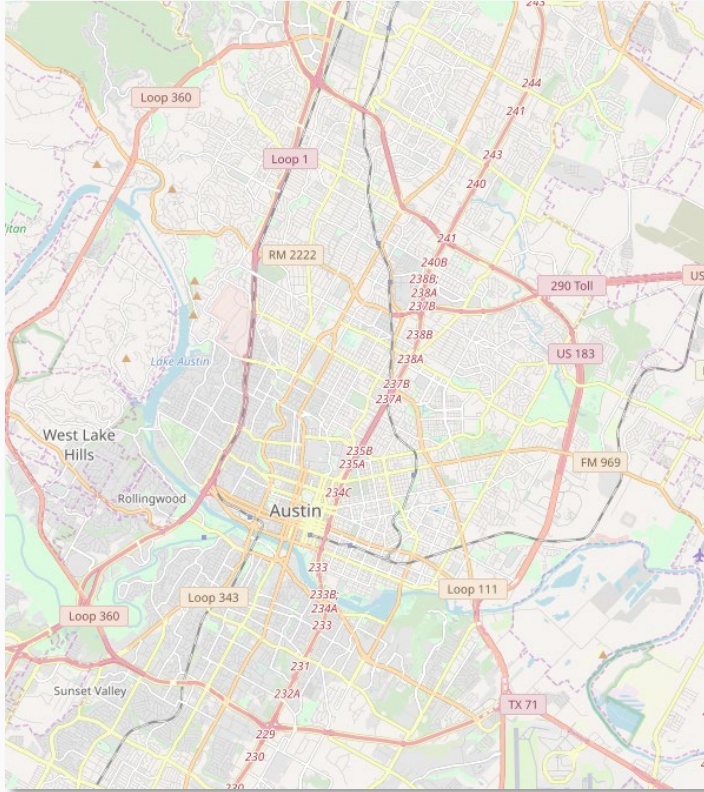 243
244
241
Loop 360
Loop 1
243
240
241
RM 2222
240B
238B;
238A
237B
290 Toll
US
238B
US 183
238A
Lake Austin
237B
237A
West Lake
Hills
235B
235A
FM 969
234C
Rollingwood
Austin
233
Loop 111
233B;
234A
Loop 343
Loop 360
233
231
Sunset Valley
232A
TX 71
229
230
230